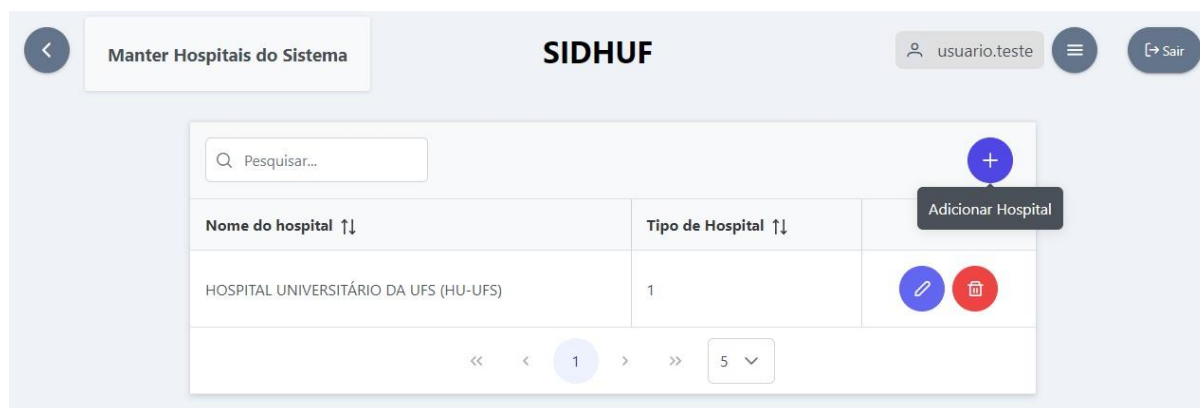 Manter Hospitais do Sistema
SIDHUF
usuario.teste
Sair
Pesquisar...
Adicionar Hospital
Nome do hospital
Tipo de Hospital
HOSPITAL UNIVERSITÁRIO DA UFS (HU-UFS)
1
1
5